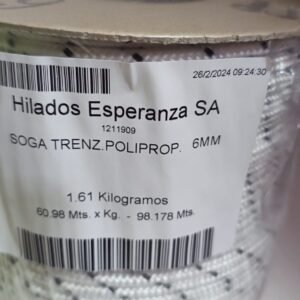 26/2/2024 09:24:30
Hilados Esperanza SA
1211909
SOGA TRENZ.POLIPROP. 6MM
1.61 Kilogramos
60.98 Mts. x Kg. - 98.178 Mts.